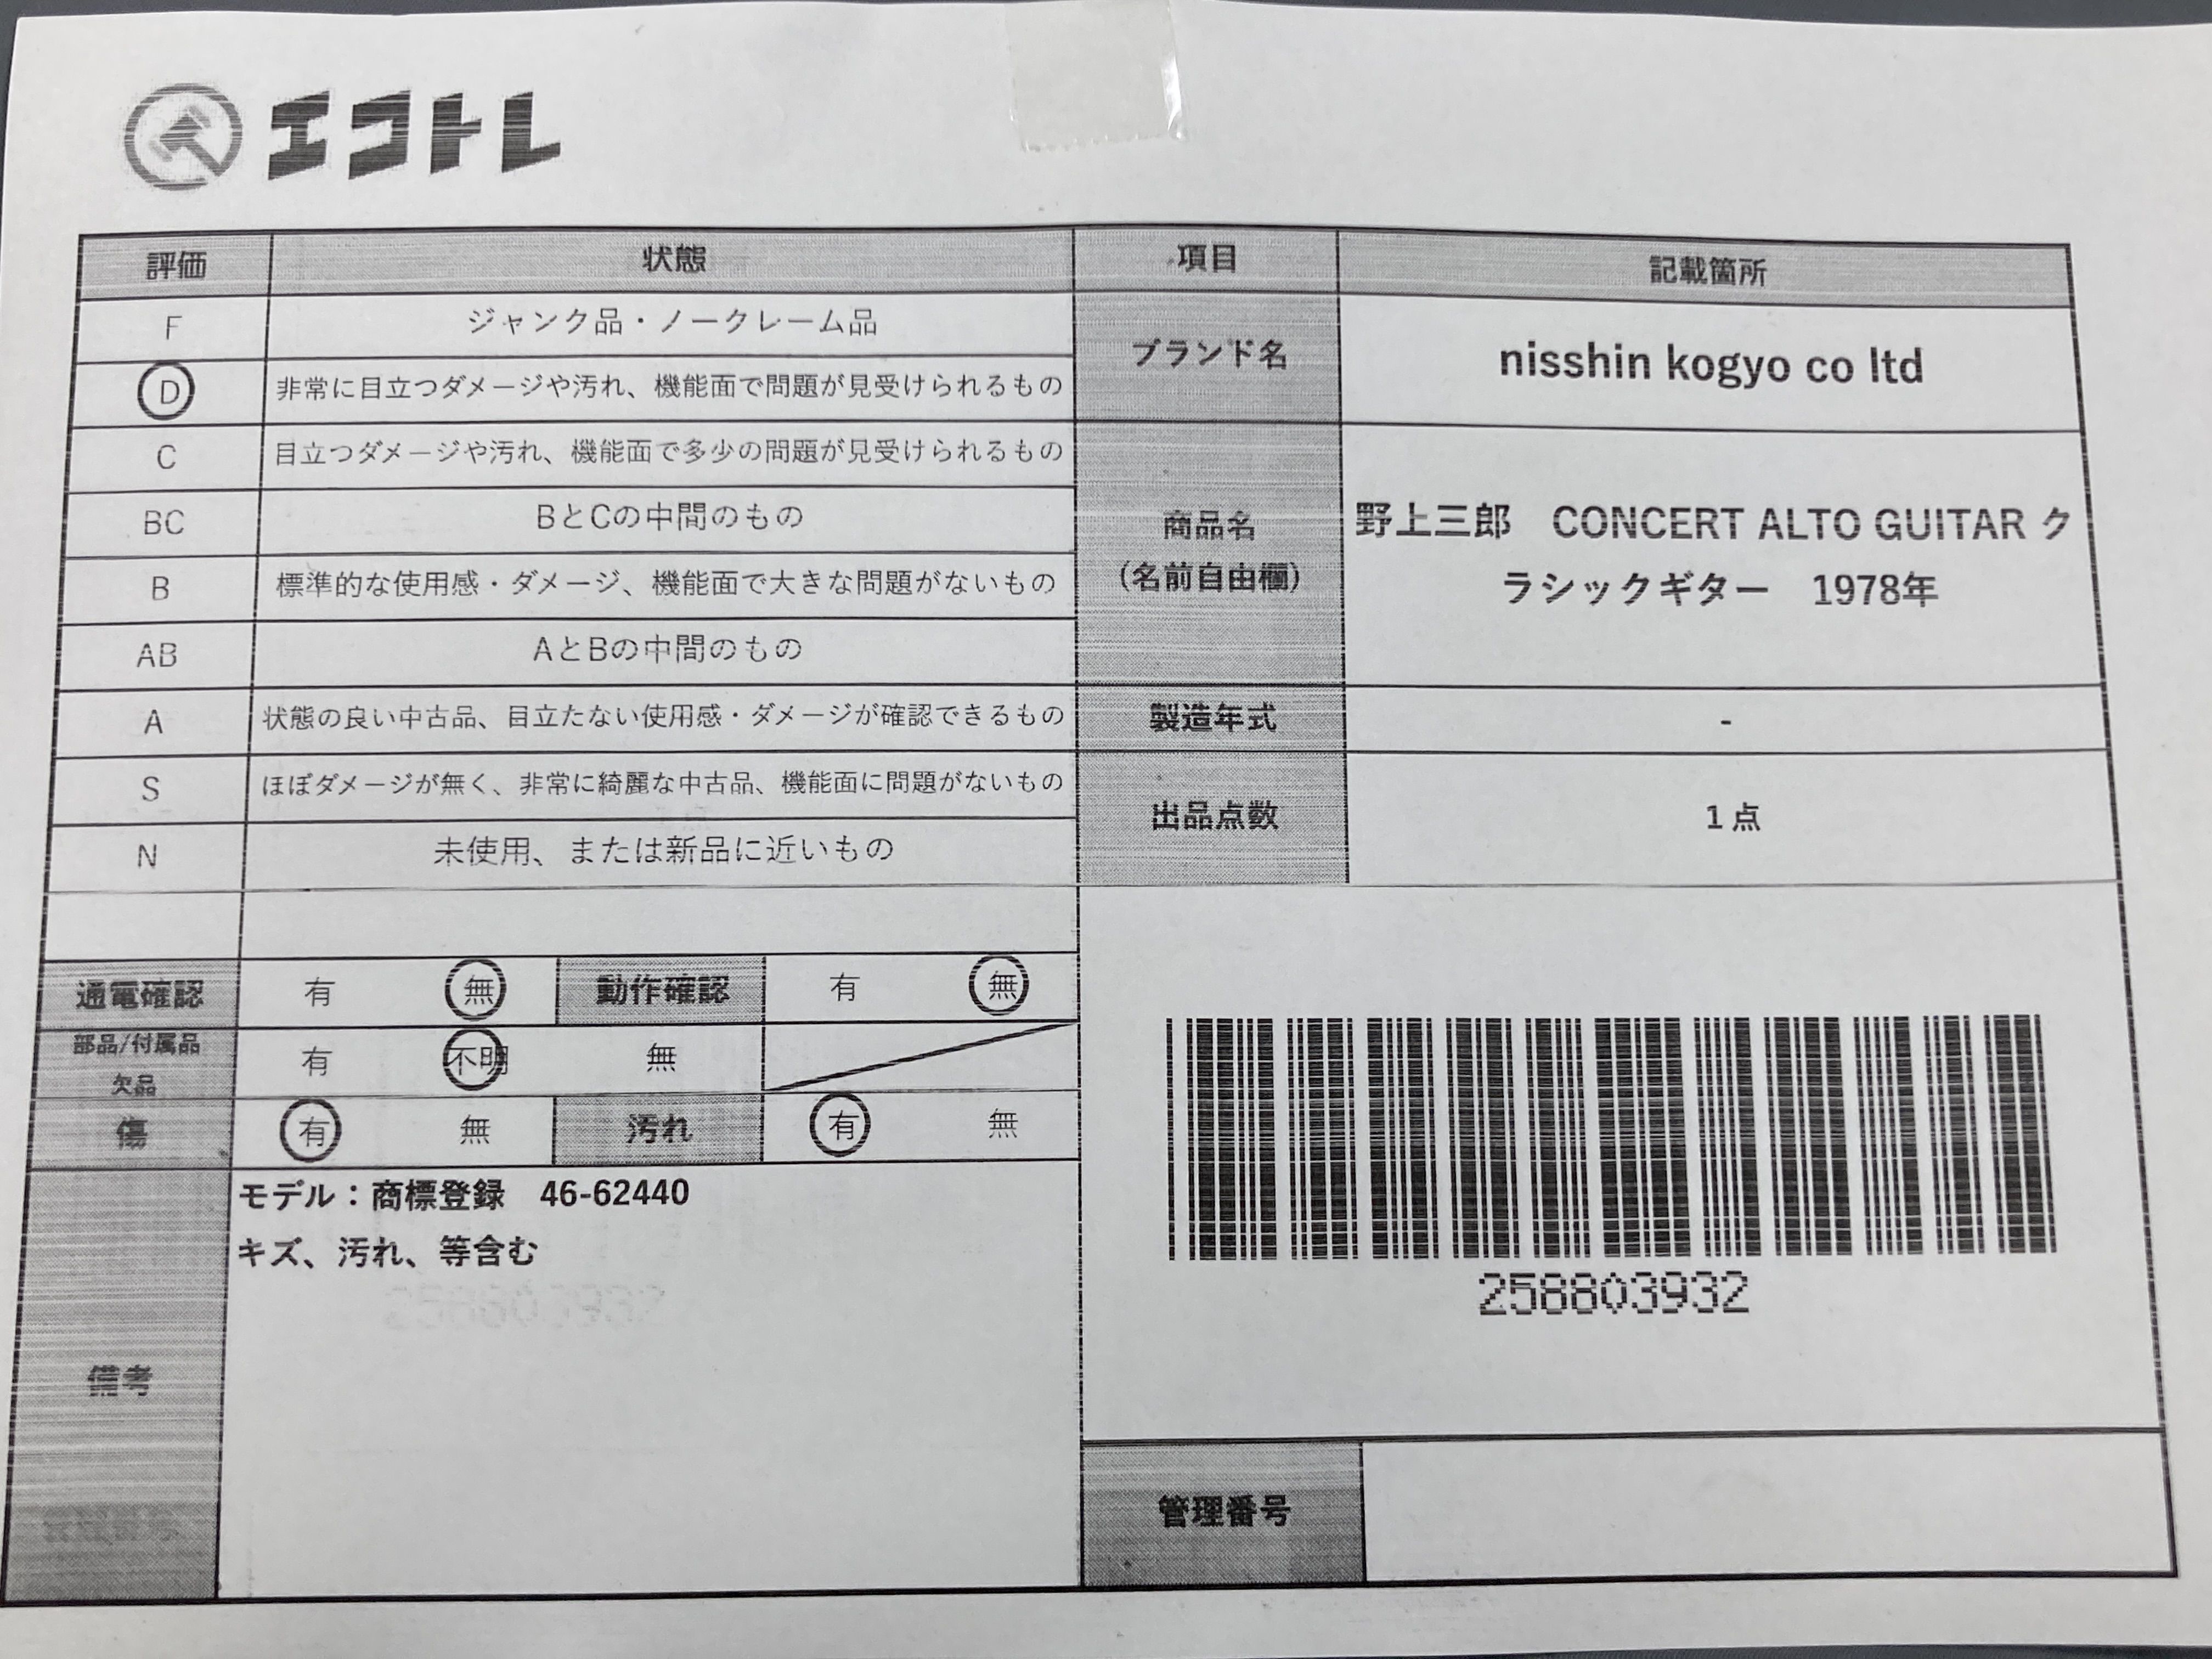 エコトレ
評価 状態 項目 記載箇所
F ジャンク品・ノークレーム品
D 非常に目立つダメージや汚れ、機能面で問題が見受けられるもの
ブランド名 nisshin kogyo co ltd
C 目立つダメージや汚れ、機能面で多少の問題が見受けられるもの
BC BとCの中間のもの
B 標準的な使用感・ダメージ、機能面で大きな問題がないもの
商品名
(名前自由欄)
野上三郎 CONCERT ALTO GUITAR ク
ラシックギター 1978年
AB AとBの中間のもの
A 状態の良い中古品、目立たない使用感・ダメージが確認できるもの
製造年式 -
S ほぼダメージが無く、非常に綺麗な中古品、機能面に問題がないもの
出品点数 1点
N 未使用、または新品に近いもの
通電確認 有 無 動作確認 有 無
部品/付属品
欠品
有 不明 無
傷 有 無 汚れ 有 無
備考
モデル：商標登録 46-62440
キズ、汚れ、等含む
258803932
管理番号